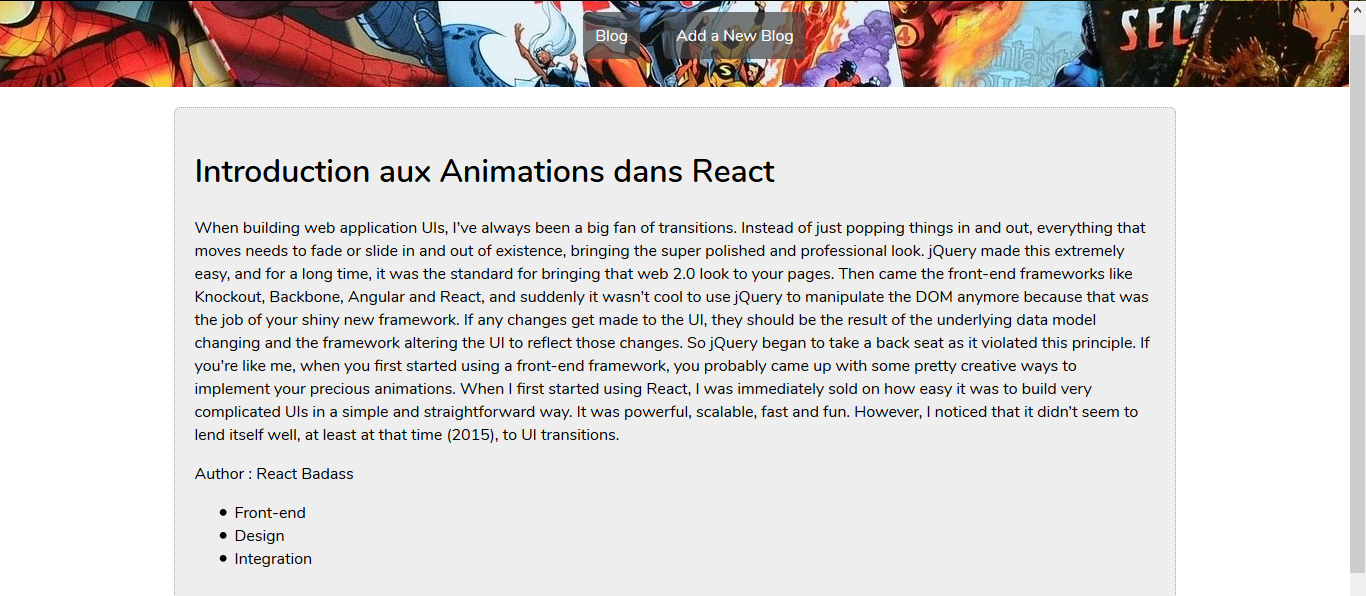 Blog
Add a New Blog
SEC
4
Introduction aux Animations dans React
When building web application UIs, I've always been a big fan of transitions. Instead of just popping things in and out, everything that
moves needs to fade or slide in and out of existence, bringing the super polished and professional look. jQuery made this extremely
easy, and for a long time, it was the standard for bringing that web 2.0 look to your pages. Then came the front-end frameworks like
Knockout, Backbone, Angular and React, and suddenly it wasn't cool to use jQuery to manipulate the DOM anymore because that was
the job of your shiny new framework. If any changes get made to the UI, they should be the result of the underlying data model
changing and the framework altering the UI to reflect those changes. So jQuery began to take a back seat as it violated this principle. If
you're like me, when you first started using a front-end framework, you probably came up with some pretty creative ways to
implement your precious animations. When I first started using React, I was immediately sold on how easy it was to build very
complicated UIs in a simple and straightforward way. It was powerful, scalable, fast and fun. However, I noticed that it didn't seem to
lend itself well, at least at that time (2015), to UI transitions.
Author : React Badass
Front-end
Design
Integration